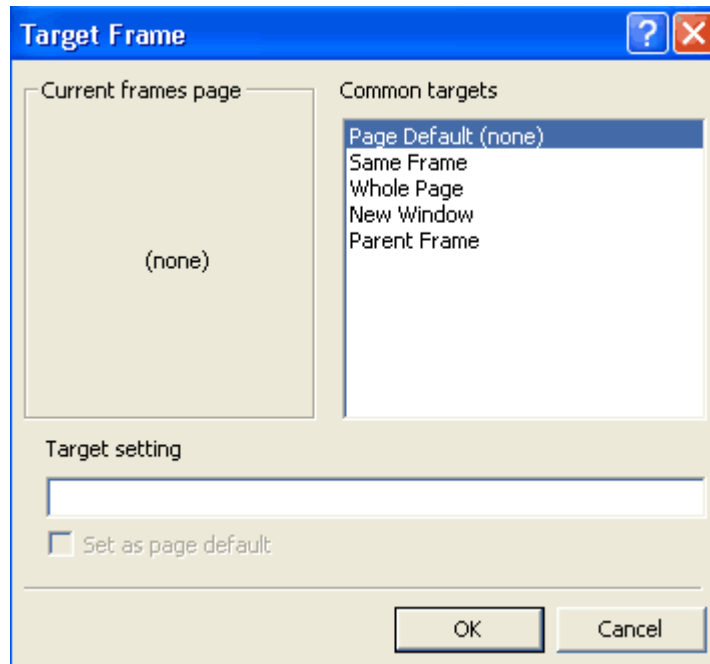 Target Frame
Current frames page
(none)
Common targets
Page Default (none)
Same Frame
Whole Page
New Window
Parent Frame
Target setting
Set as page default
OK
Cancel